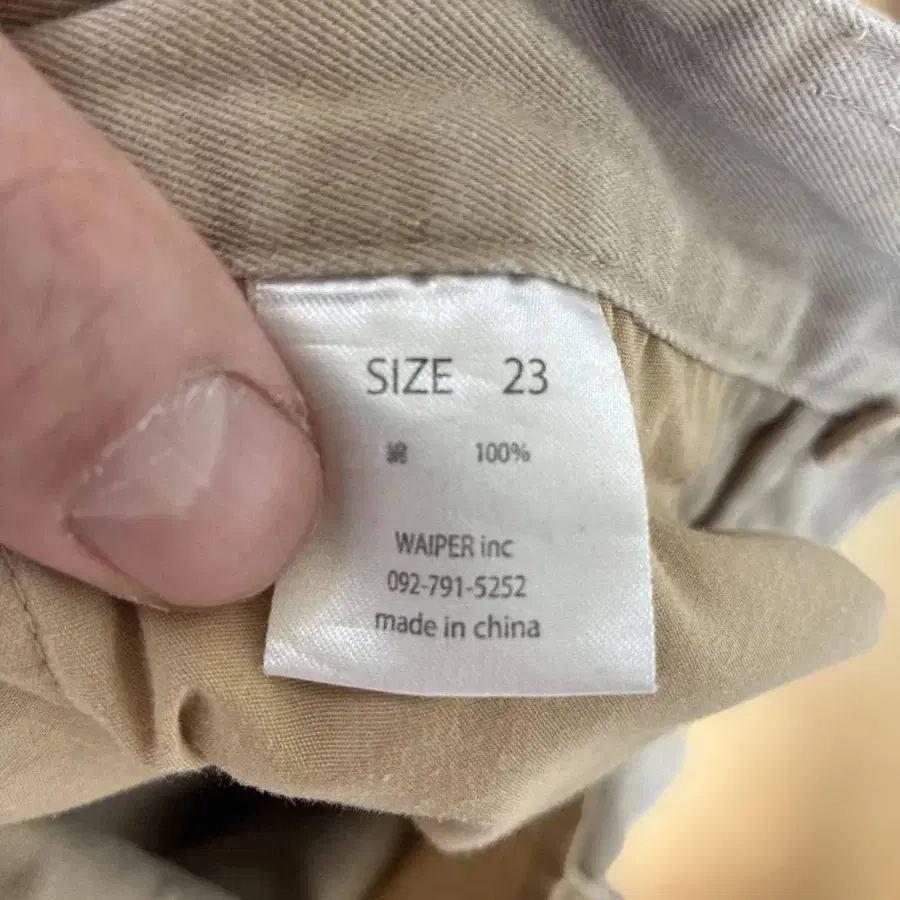 SIZE 23
綿 100%
WAIPER inc
092-791-5252
made in china